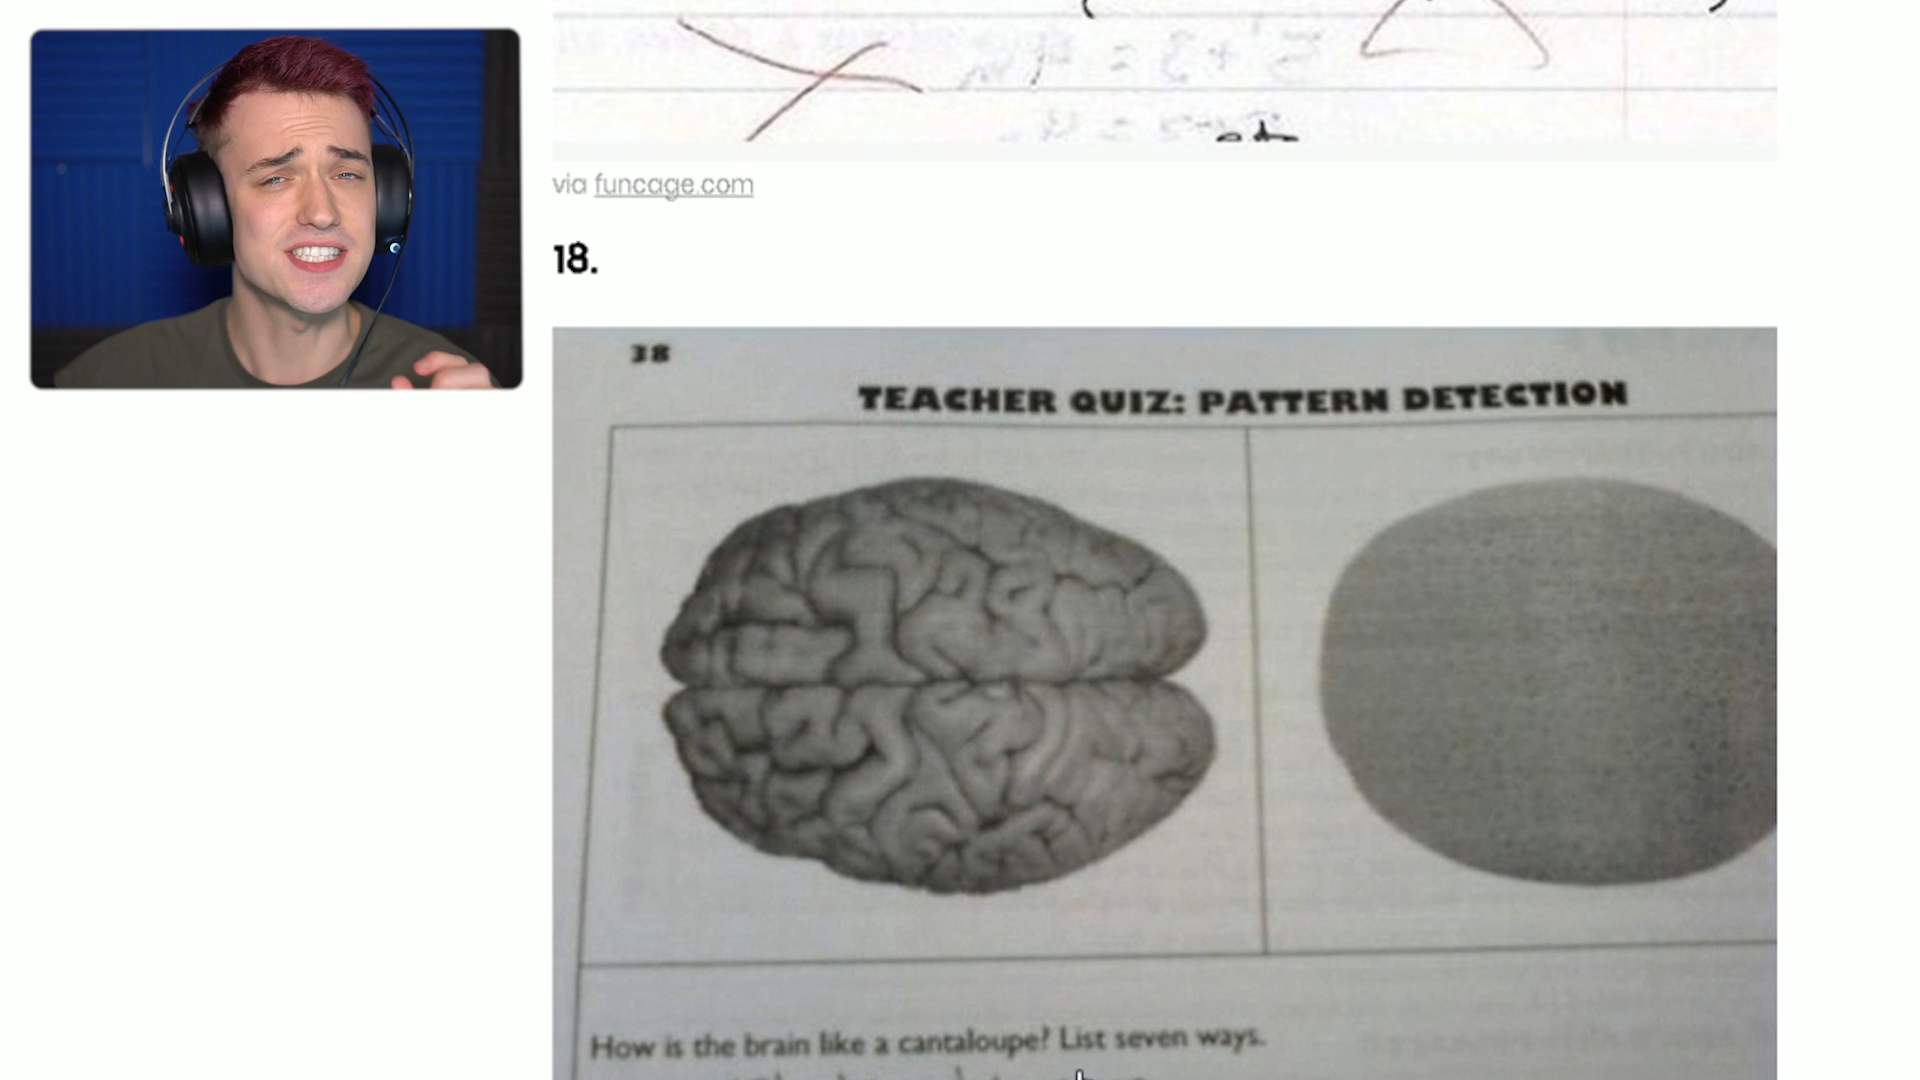 via funcage.com
18.
38
TEACHER QUIZ: PATTERN DETECTION
How is the brain like a cantaloupe? List seven ways.